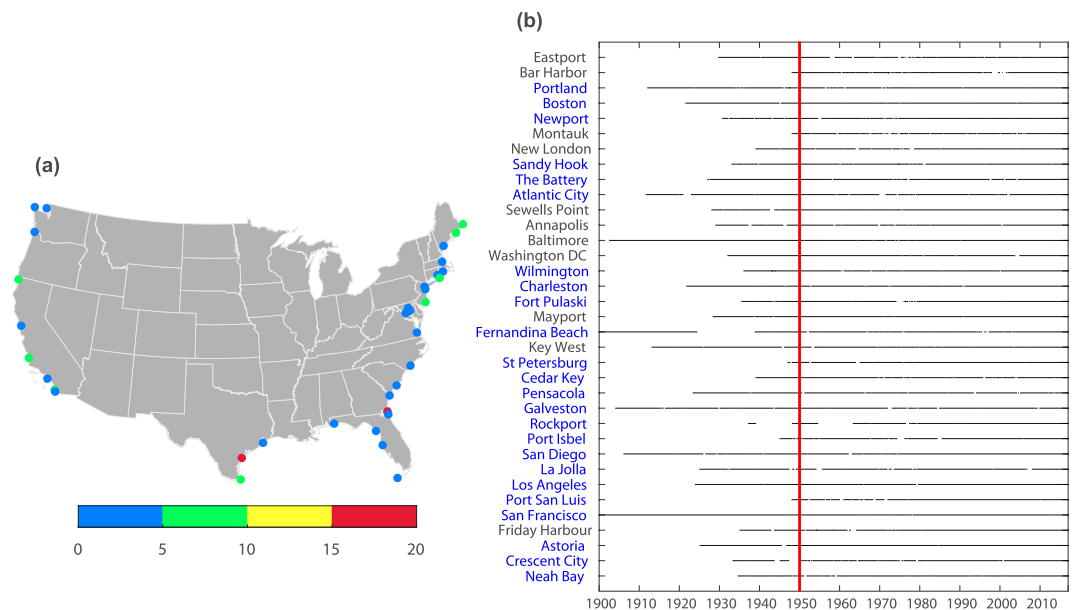 (b)
Eastport
Bar Harbor
Portland
Boston
Newport
Montauk
New London
Sandy Hook
The Battery
Atlantic City
Sewells Point
Annapolis
Baltimore
Washington DC
Wilmington
Charleston
Fort Pulaski
Mayport
Fernandina Beach
Key West
St Petersburg
Cedar Key
Pensacola
Galveston
Rockport
Port Isbel
San Diego
La Jolla
Los Angeles
Port San Luis
San Francisco
Friday Harbour
Astoria
Crescent City
Neah Bay
1900 1910 1920 1930 1940 1950 1960 1970 1980 1990 2000 2010
(a)
0 5 10 15 20